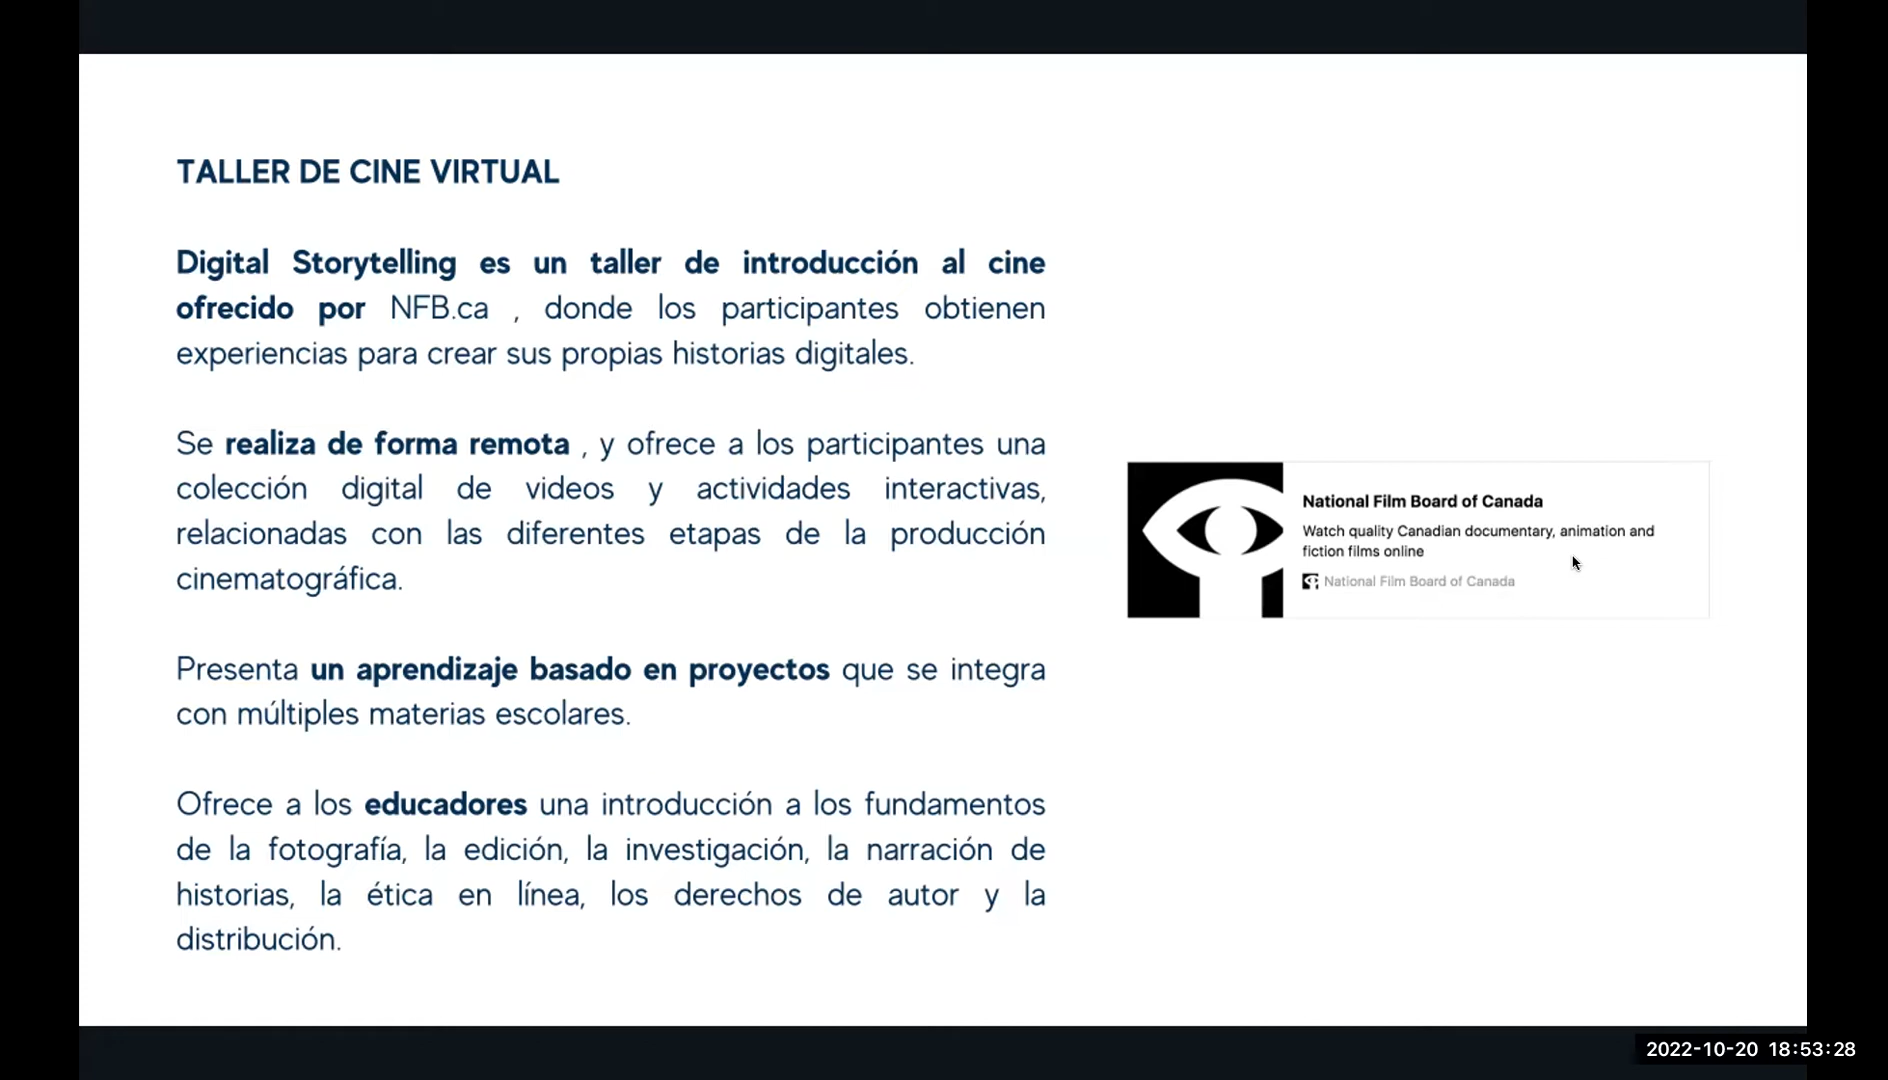 TALLER DE CINE VIRTUAL
Digital Storytelling es un taller de introducción al cine
ofrecido por NFB.ca , donde los participantes obtienen
experiencias para crear sus propias historias digitales.
Se realiza de forma remota , y ofrece a los participantes una
colección digital de videos y actividades interactivas,
relacionadas con las diferentes etapas de la producción
cinematográfica.
Presenta un aprendizaje basado en proyectos que se integra
con múltiples materias escolares.
Ofrece a los educadores una introducción a los fundamentos
de la fotografía, la edición, la investigación, la narración de
historias, la ética en línea, los derechos de autor y la
distribución.
National Film Board of Canada
Watch quality Canadian documentary, animation and
fiction films online
National Film Board of Canada
2022-10-20 18:53:28